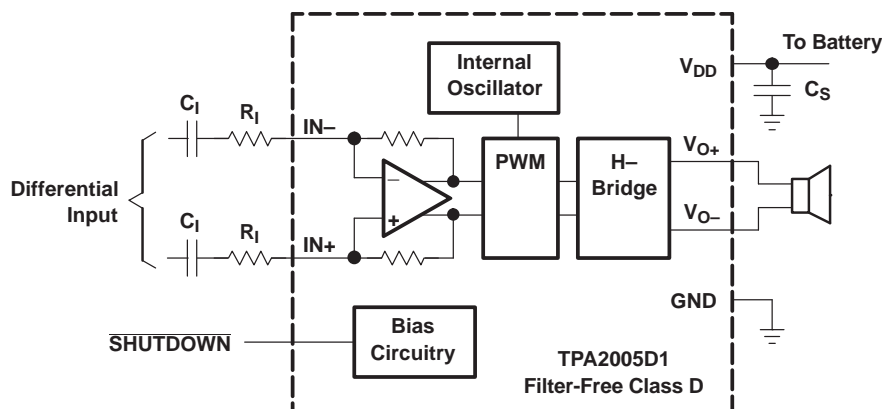 To Battery
Internal
Oscillator
VDD
CS
CI
RI
IN–
PWM
H–
Bridge
VO+
Differential
Input
–
+
CI
RI
IN+
VO–
GND
SHUTDOWN
Bias
Circuitry
TPA2005D1
Filter-Free Class D